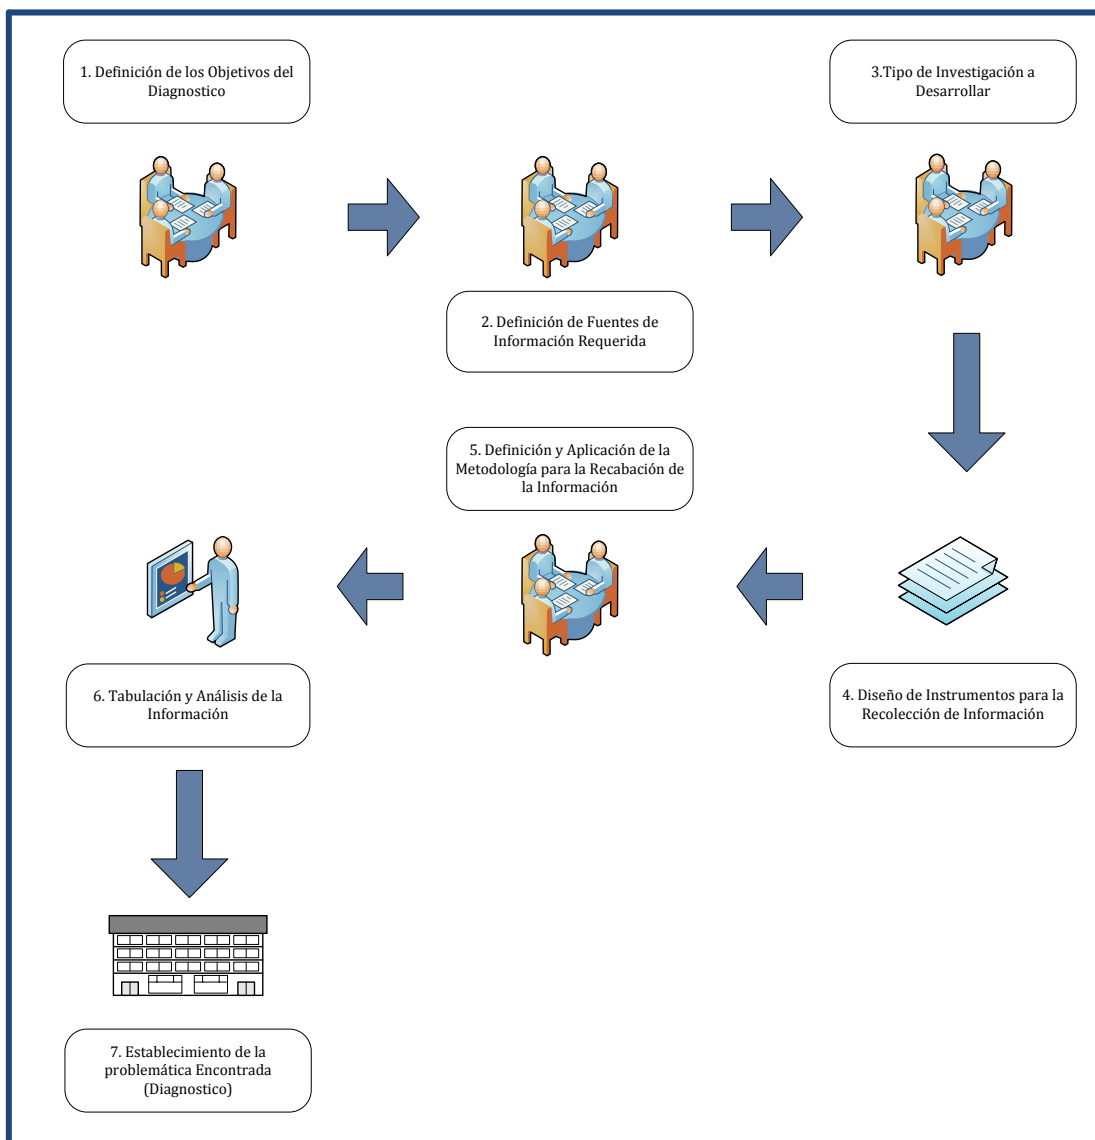 1. Definición de los Objetivos del
Diagnostico
2. Definición de Fuentes de
Información Requerida
3.Tipo de Investigación a
Desarrollar
4. Diseño de Instrumentos para la
Recolección de Información
5. Definición y Aplicación de la
Metodología para la Recabación de
la Información
6. Tabulación y Análisis de la
Información
7. Establecimiento de la
problemática Encontrada
(Diagnostico)